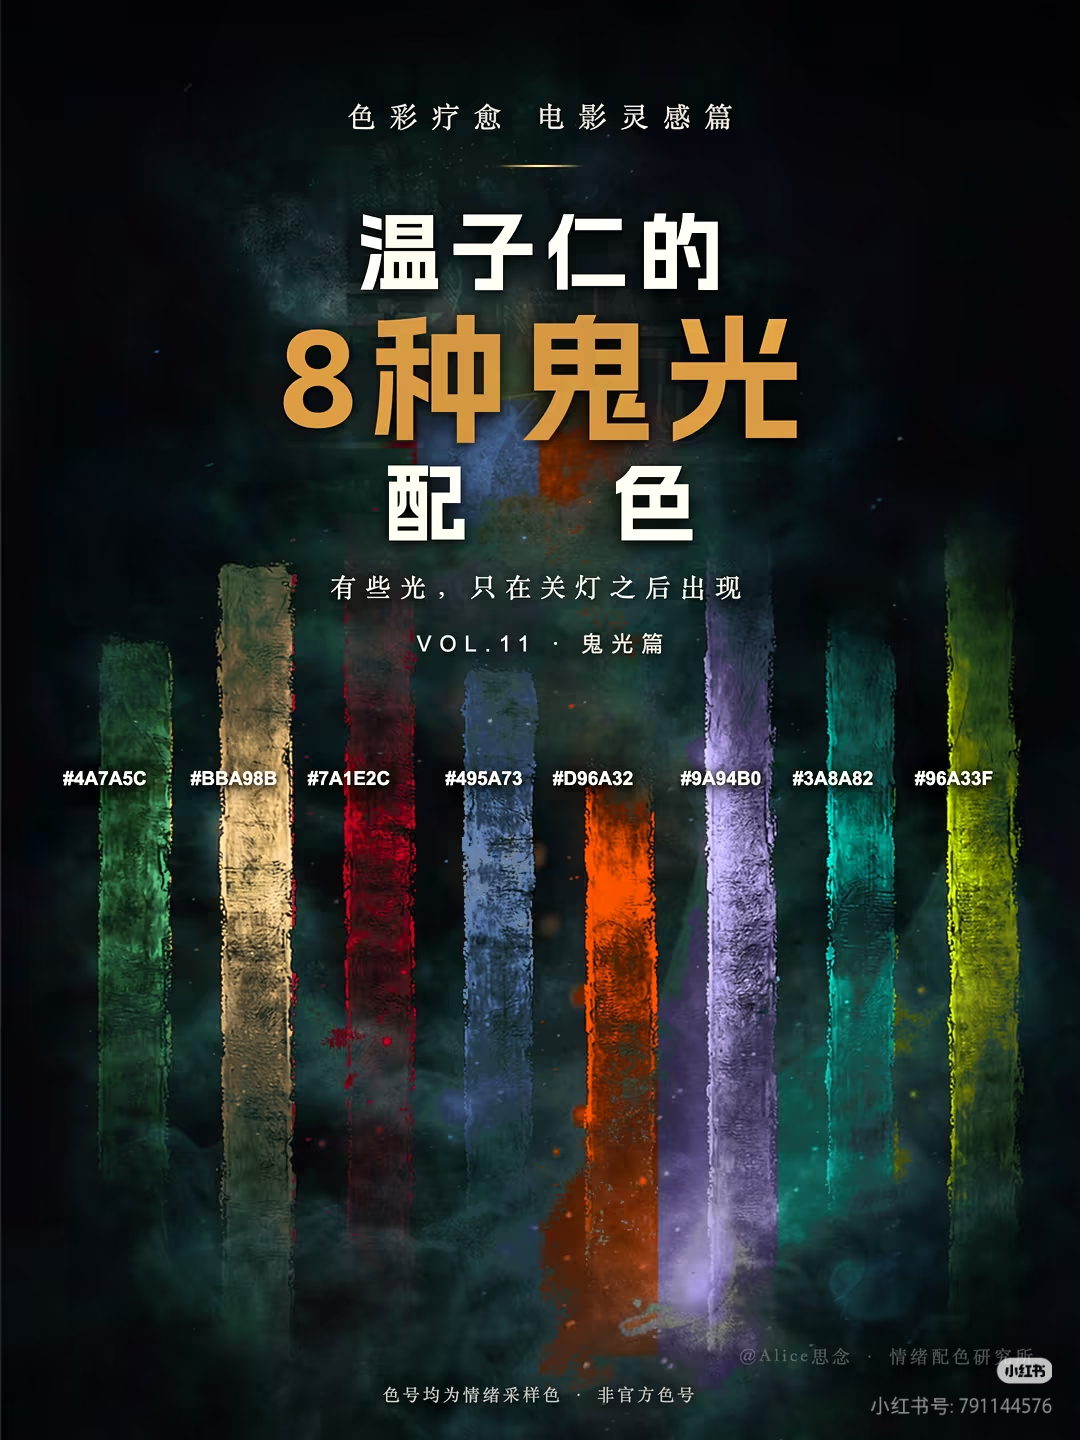 色彩疗愈 电影灵感篇
温子仁的
8种鬼光
配 色
有些光，只在关灯之后出现
VOL.11 · 鬼光篇
#4A7A5C #BBA98B #7A1E2C #495A73 #D96A32 #9A94B0 #3A8A82 #96A33F
@Alice思念 · 情绪配色研究所
小红书
色号均为情绪采样色 · 非官方色号
小红书号: 791144576